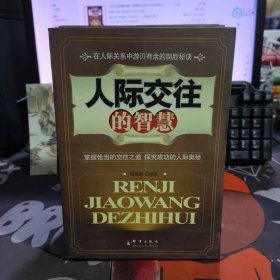 在人际关系中游刃有余的制胜秘诀
人际交往
的智慧
掌握恰当的交往之道 探究成功的人际奥秘
RENJI
JIAOWANG
DEZHIHUI